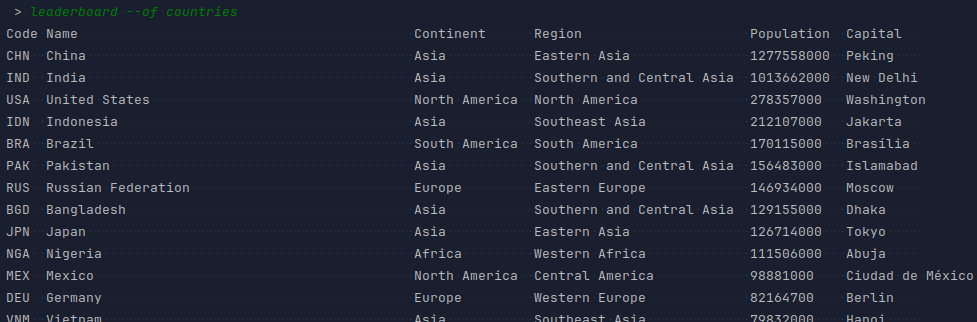 > leaderboard --of countries
Code Name Continent Region Population Capital
CHN China Asia Eastern Asia 1277558000 Peking
IND India Asia Southern and Central Asia 1013662000 New Delhi
USA United States North America North America 278357000 Washington
IDN Indonesia Asia Southeast Asia 212107000 Jakarta
BRA Brazil South America South America 170115000 Brasília
PAK Pakistan Asia Southern and Central Asia 156483000 Islamabad
RUS Russian Federation Europe Eastern Europe 146934000 Moscow
BGD Bangladesh Asia Southern and Central Asia 129155000 Dhaka
JPN Japan Asia Eastern Asia 126714000 Tokyo
NGA Nigeria Africa Western Africa 111506000 Abuja
MEX Mexico North America Central America 98881000 Ciudad de México
DEU Germany Europe Western Europe 82164700 Berlin
VNM Vietnam Asia Southeast Asia 79832000 Hanoi